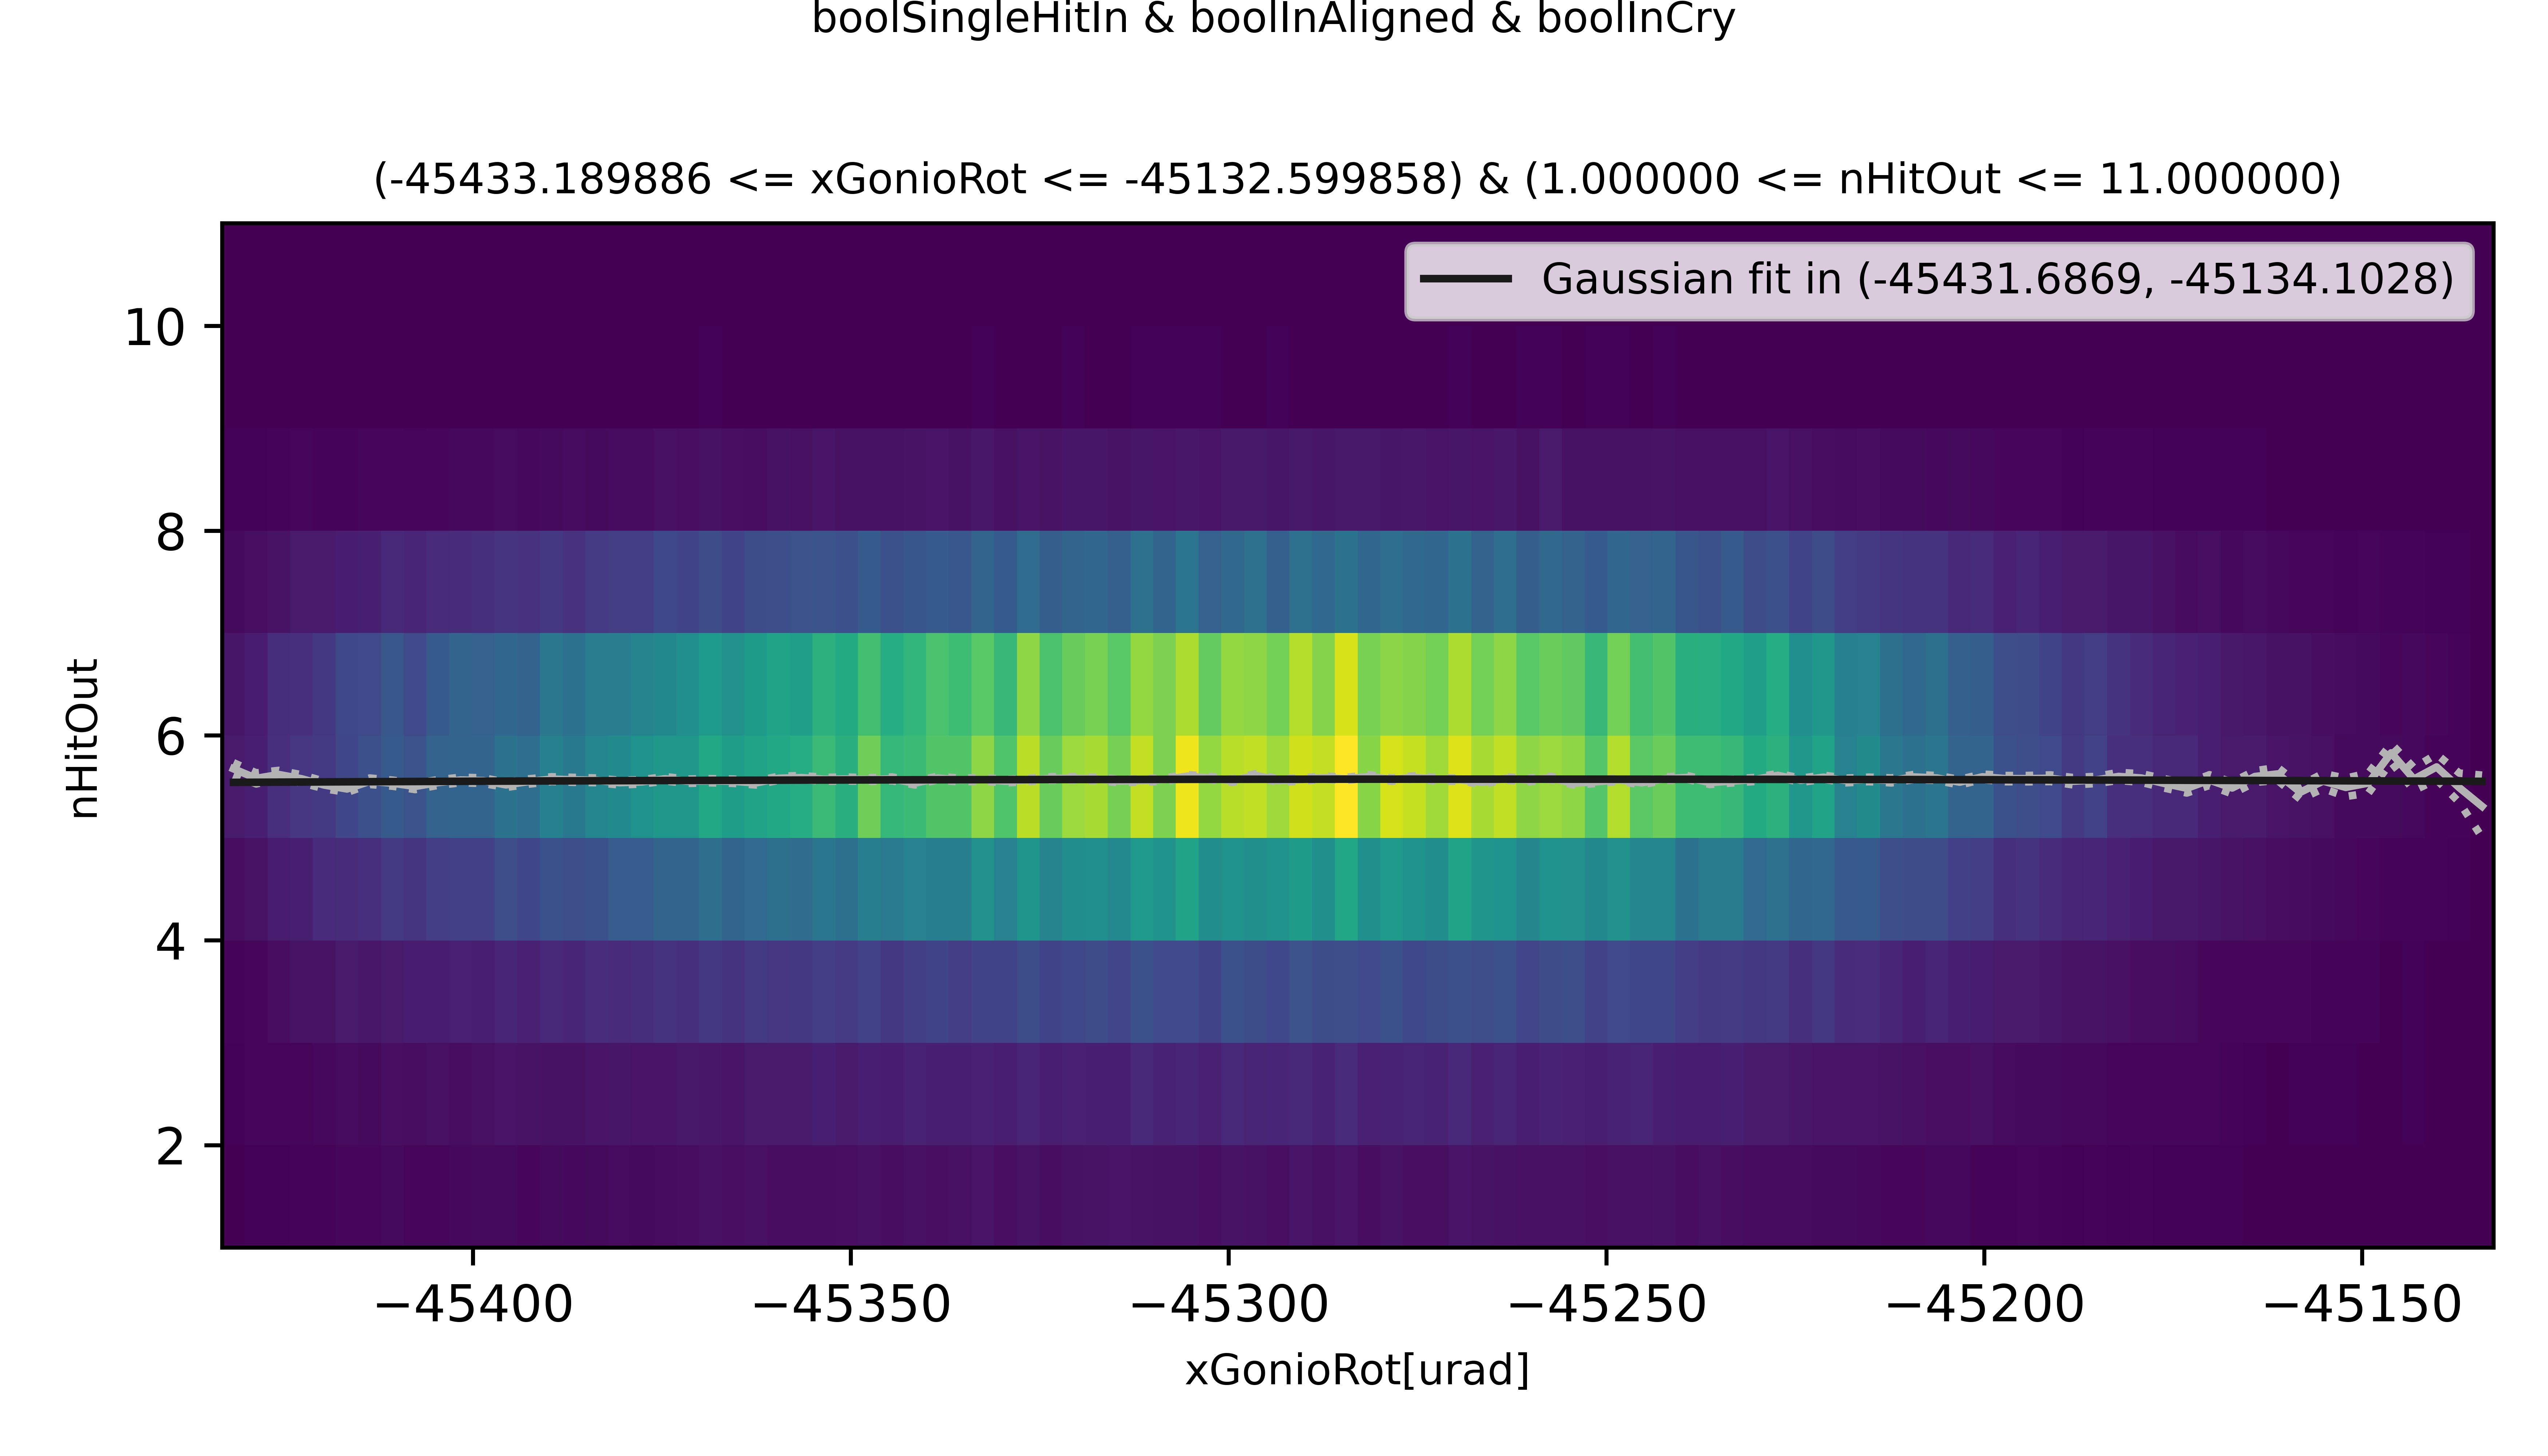 boolSingleHitIn & boolInAligned & boolInCry
(-45433.189886 <= xGonioRot <= -45132.599858) & (1.000000 <= nHitOut <= 11.000000)
Gaussian fit in (-45431.6869, -45134.1028)
10
8
6
4
2
nHitOut
−45400 −45350 −45300 −45250 −45200 −45150
xGonioRot[urad]